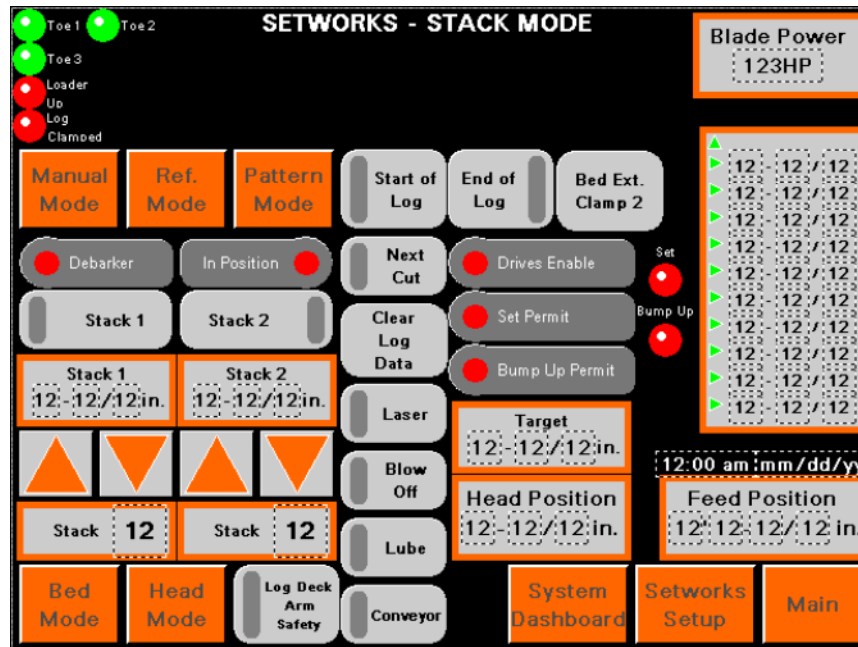 SETWORKS - STACK MODE
Toe 1
Toe 2
Toe 3
Loader
Up
Log
Clamped
Blade Power
123HP
Manual
Mode
Ref.
Mode
Pattern
Mode
Start of
Log
End of
Log
Bed Ext.
Clamp 2
12 - 12 / 12
12 - 12 / 12
12 - 12 / 12
12 - 12 / 12
12 - 12 / 12
12 - 12 / 12
12 - 12 / 12
12 - 12 / 12
12 - 12 / 12
12 - 12 / 12
Debarker
In Position
Next
Cut
Drives Enable
Set
Stack 1
Stack 2
Clear
Log
Data
Set Permit
Bump Up
Bump Up Permit
Stack 1
12 - 12 / 12 in.
Stack 2
12 - 12 / 12 in.
Laser
Target
12 - 12 / 12 in.
Blow
Off
12:00 am mm/dd/yy
Head Position
12 - 12 / 12 in.
Feed Position
12' 12 - 12 / 12 in.
Stack 12
Stack 12
Lube
Bed
Mode
Head
Mode
Log Deck
Arm
Safety
Conveyor
System
Dashboard
Setworks
Setup
Main